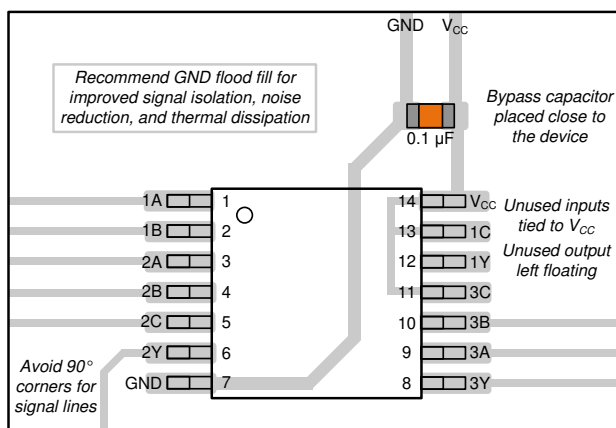 GND
V_CC
Recommend GND flood fill for
improved signal isolation, noise
reduction, and thermal dissipation
Bypass capacitor
placed close to
the device
0.1 µF
1A 1
1B 2
2A 3
2B 4
2C 5
2Y 6
GND 7
14 V_CC
13 1C
12 1Y
11 3C
10 3B
9 3A
8 3Y
Unused inputs
tied to V_CC
Unused output
left floating
Avoid 90°
corners for
signal lines